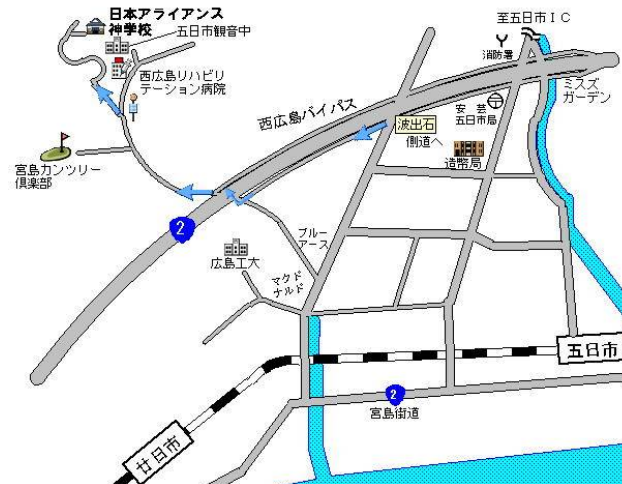 日本アライアンス
神学校
五日市観音中
西広島リハビリ
テーション病院
至五日市IC
消防署
ミスズ
ガーデン
西広島バイパス
安芸
五日市局
波出石
側道へ
造幣局
宮島カンツリー
倶楽部
2
ブルー
アース
広島工大
マクド
ナルド
五日市
2
宮島街道
廿日市